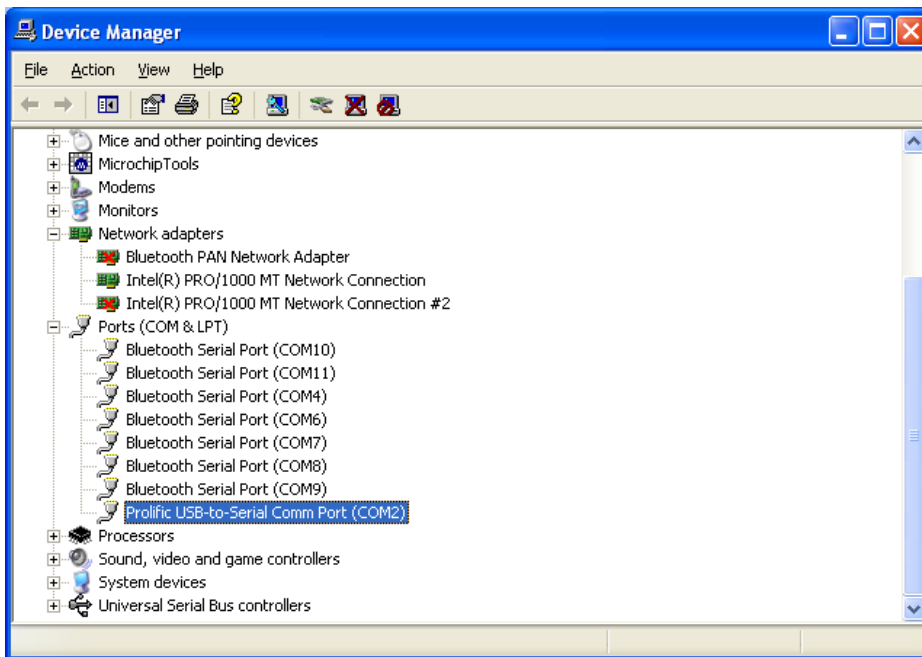 Device Manager
File Action View Help
Mice and other pointing devices
MicrochipTools
Modems
Monitors
Network adapters
Bluetooth PAN Network Adapter
Intel(R) PRO/1000 MT Network Connection
Intel(R) PRO/1000 MT Network Connection #2
Ports (COM & LPT)
Bluetooth Serial Port (COM10)
Bluetooth Serial Port (COM11)
Bluetooth Serial Port (COM4)
Bluetooth Serial Port (COM6)
Bluetooth Serial Port (COM7)
Bluetooth Serial Port (COM8)
Bluetooth Serial Port (COM9)
Prolific USB-to-Serial Comm Port (COM2)
Processors
Sound, video and game controllers
System devices
Universal Serial Bus controllers